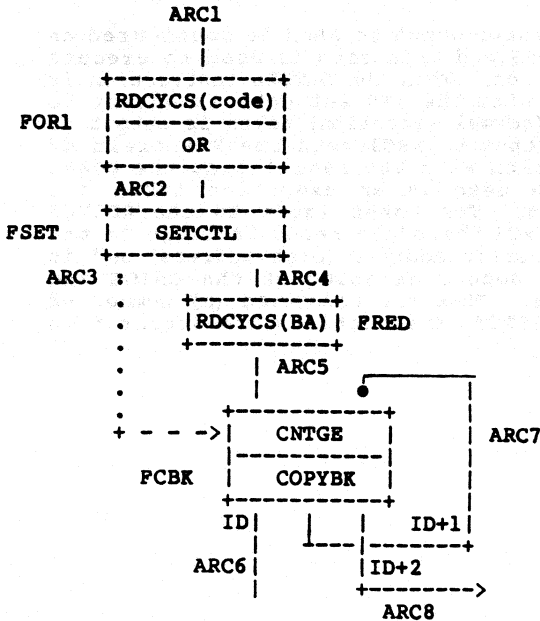 ARC1
RDCYCS(code)
FOR1
OR
ARC2
FSET SETCTL
ARC3 ARC4
RDCYCS(BA) FRED
ARC5
CNTGE ARC7
FCBK COPYBK
ID ID+1
ARC6 ID+2
ARC8